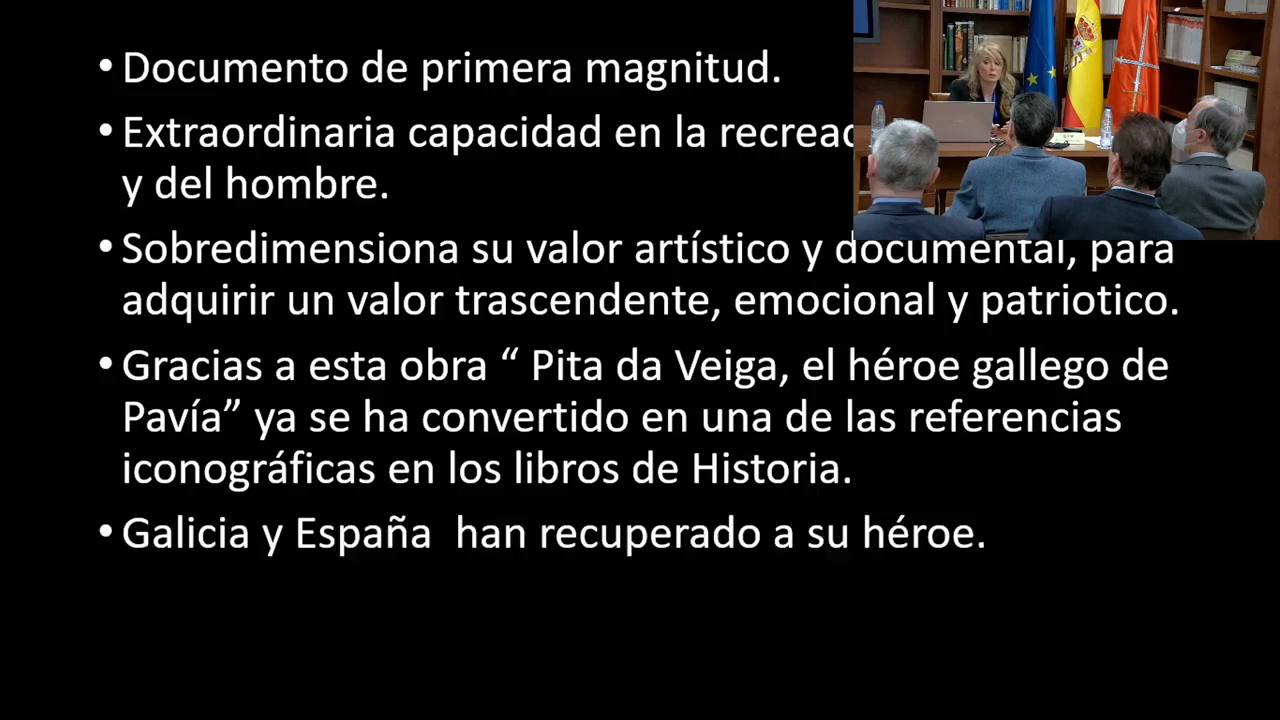 • Documento de primera magnitud.
• Extraordinaria capacidad en la
y del hombre.
• Sobredimensiona su valor artístico y documental, para
adquirir un valor trascendente, emocional y patriotico.
• Gracias a esta obra “ Pita da Veiga, el héroe gallego de
Pavía” ya se ha convertido en una de las referencias
iconográficas en los libros de Historia.
• Galicia y España  han recuperado a su héroe.